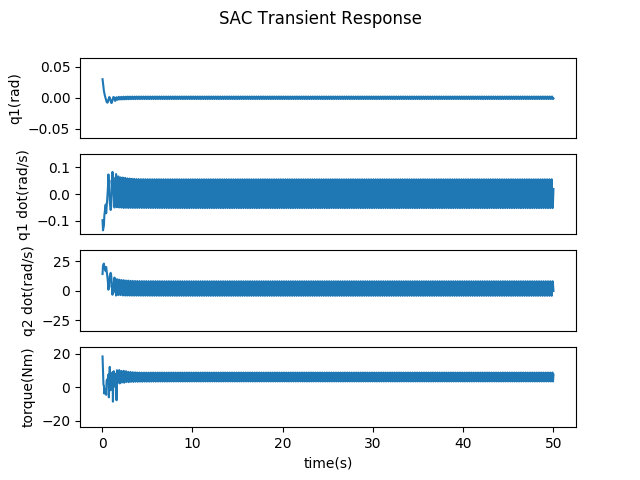 SAC Transient Response
q1(rad)
0.05
0.00
−0.05
q1 dot(rad/s)
0.1
0.0
−0.1
q2 dot(rad/s)
25
0
−25
torque(Nm)
20
0
−20
0 10 20 30 40 50
time(s)